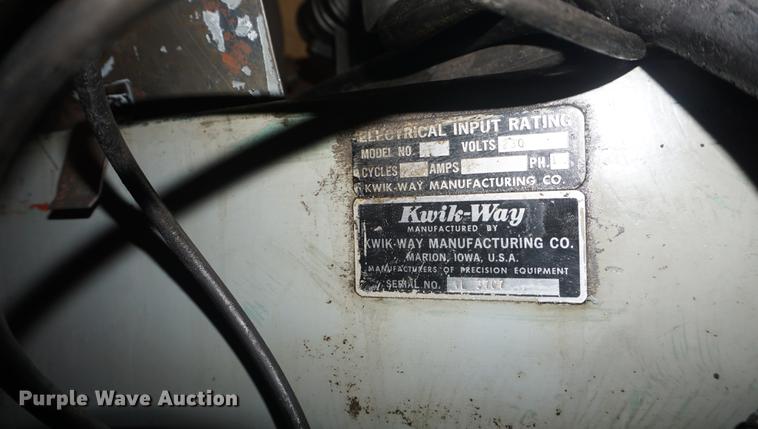 ELECTRICAL INPUT RATING
MODEL NO. VOLTS
CYCLES AMPS PH.
KWIK-WAY MANUFACTURING CO.
Kwik-Way
MANUFACTURED BY
KWIK-WAY MANUFACTURING CO.
MARION, IOWA, U.S.A.
MANUFACTURERS OF PRECISION EQUIPMENT
SERIAL NO.
Purple Wave Auction